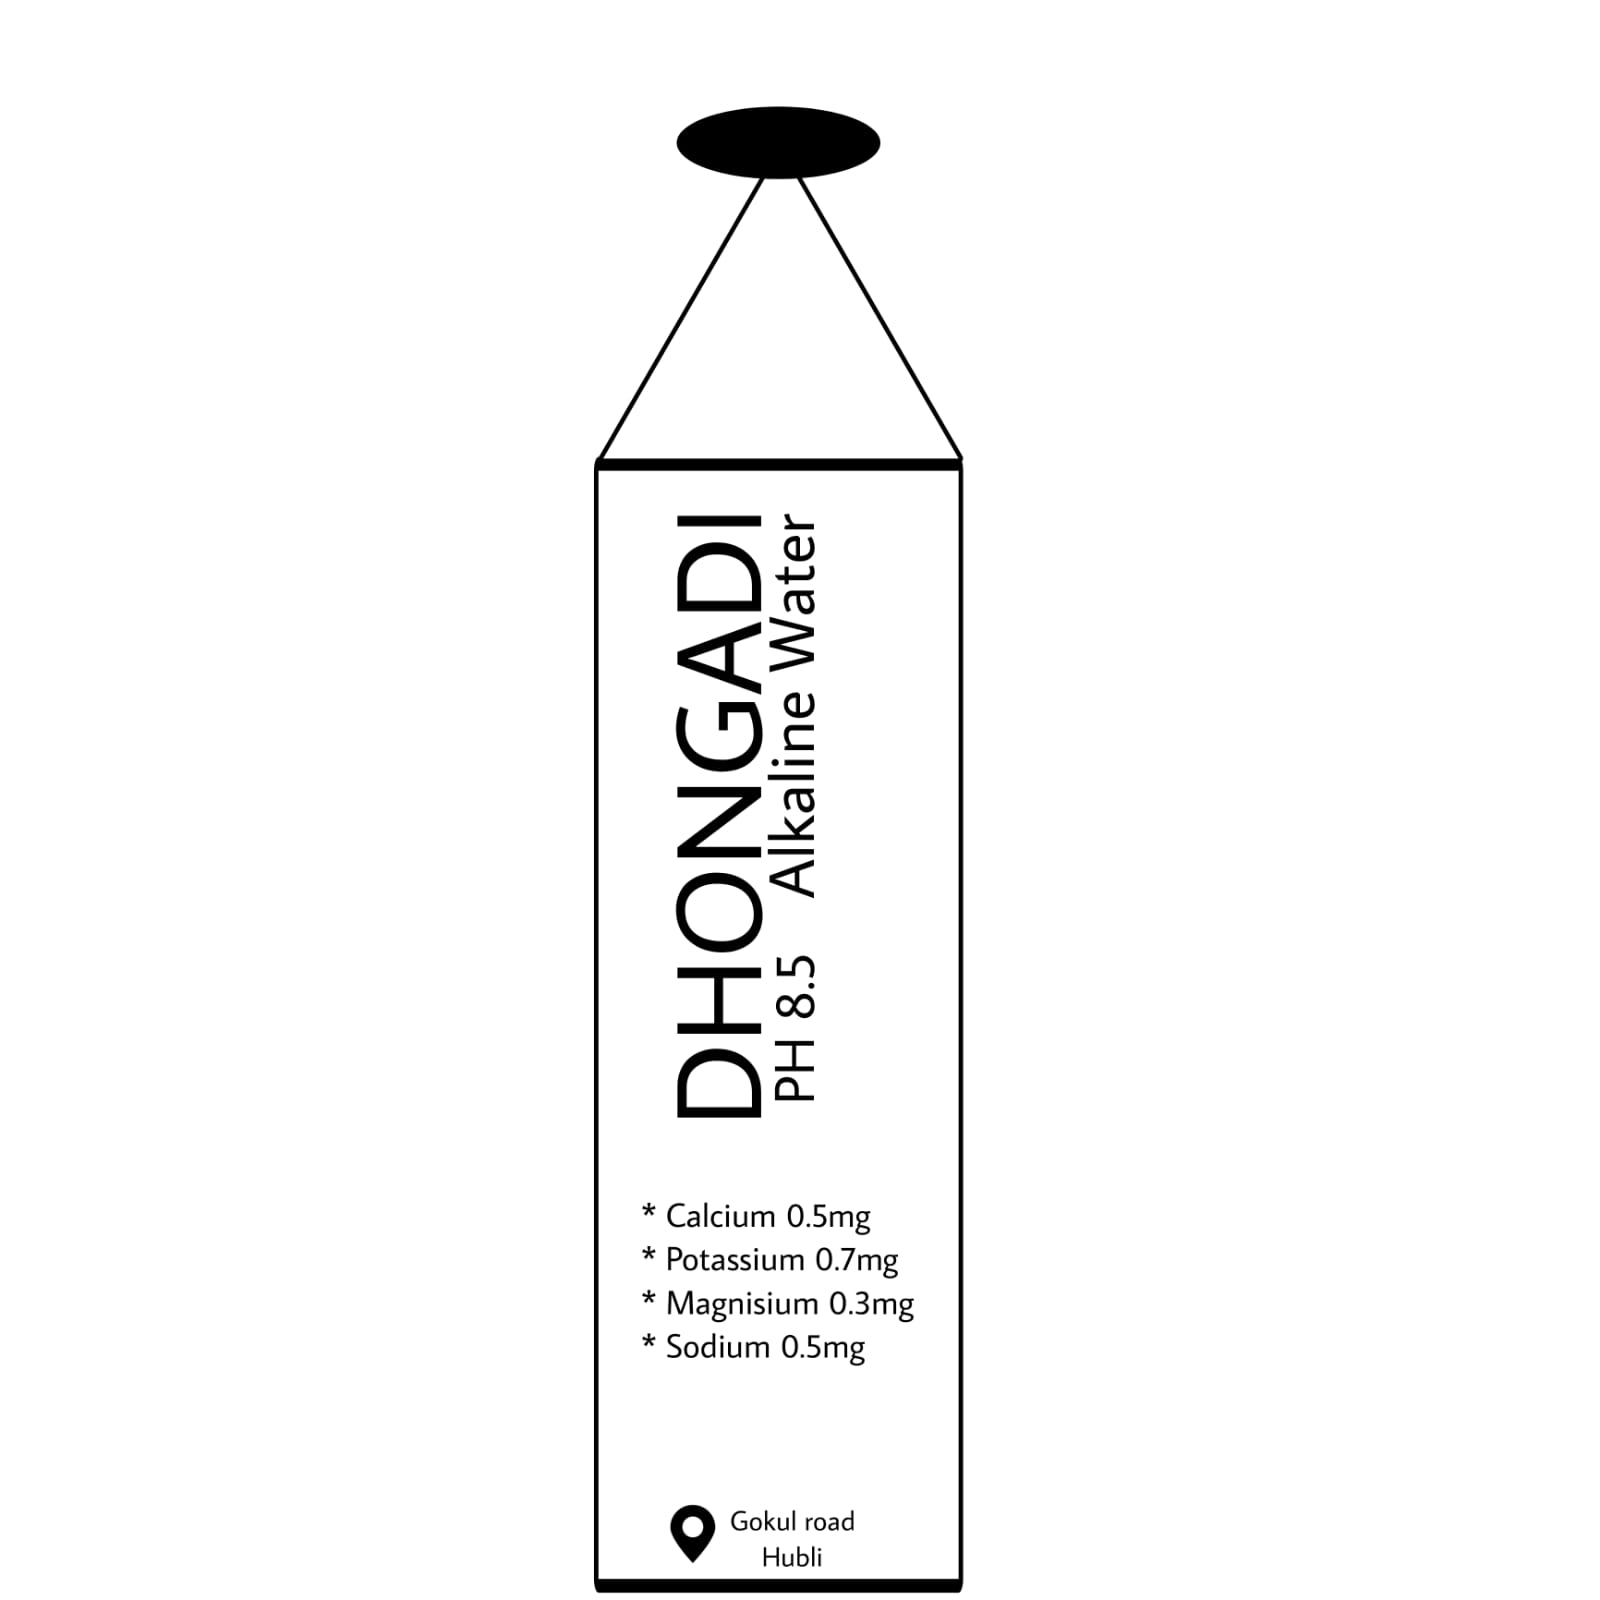 DHONGADI
PH 8.5 Alkaline Water
* Calcium 0.5mg
* Potassium 0.7mg
* Magnisium 0.3mg
* Sodium 0.5mg
Gokul road
Hubli